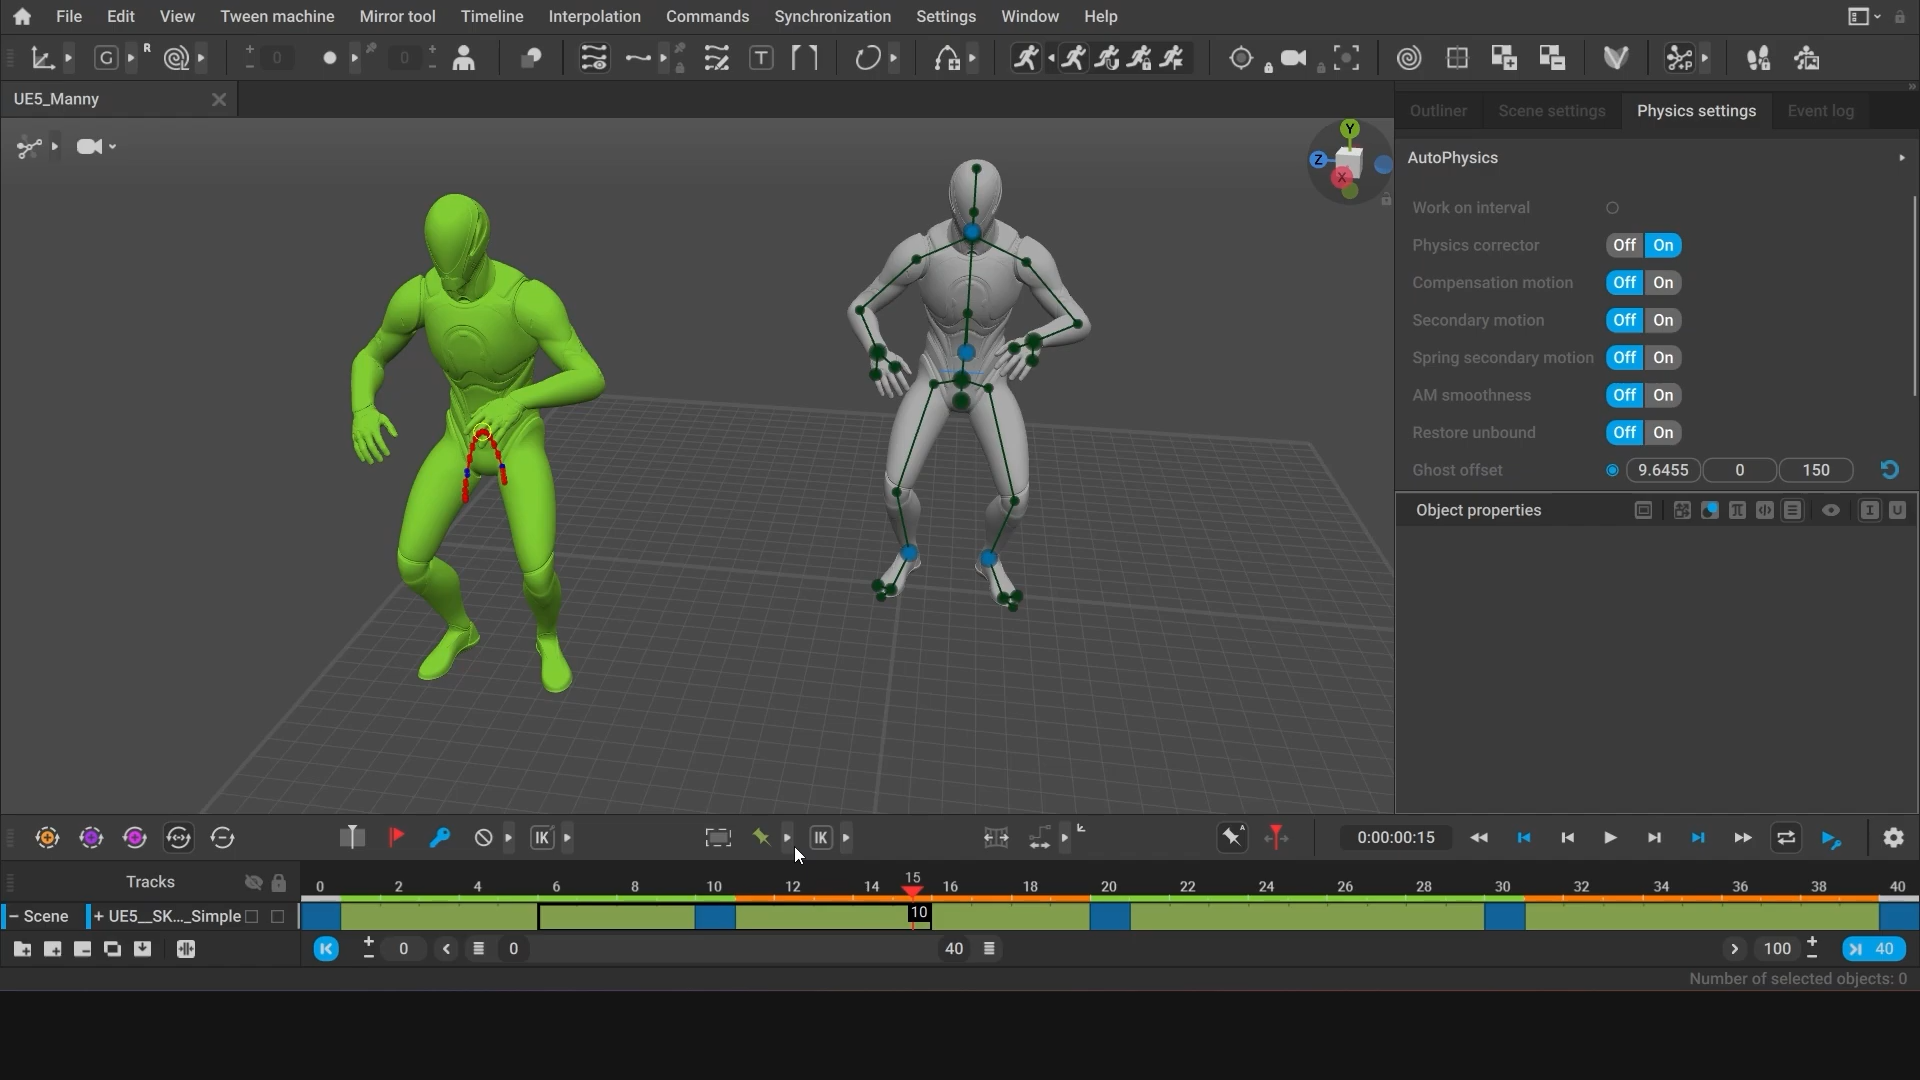 File Edit View Tween machine Mirror tool Timeline Interpolation Commands Synchronization Settings Window Help
G R 0 0 T
UE5_Manny
Outliner Scene settings Physics settings Event log
Y
Z
X
AutoPhysics
Work on interval
Physics corrector Off On
Compensation motion Off On
Secondary motion Off On
Spring secondary motion Off On
AM smoothness Off On
Restore unbound Off On
Ghost offset 9.6455 0 150
Object properties
IK IK A 0:00:00:15
Tracks 0 2 4 6 8 10 12 14 15 16 18 20 22 24 26 28 30 32 34 36 38 40
Scene + UE5__SK..._Simple 10
0 0 40 100 40
Number of selected objects: 0